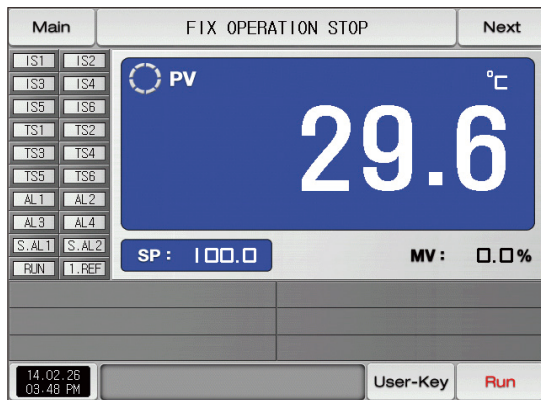 Main FIX OPERATION STOP Next
IS1 IS2
IS3 IS4
IS5 IS6
TS1 TS2
TS3 TS4
TS5 TS6
AL1 AL2
AL3 AL4
S.AL1 S.AL2
RUN 1.REF
PV °C
29.6
SP: 100.0 MV: 0.0%
14.02.26
03.48 PM
User-Key Run